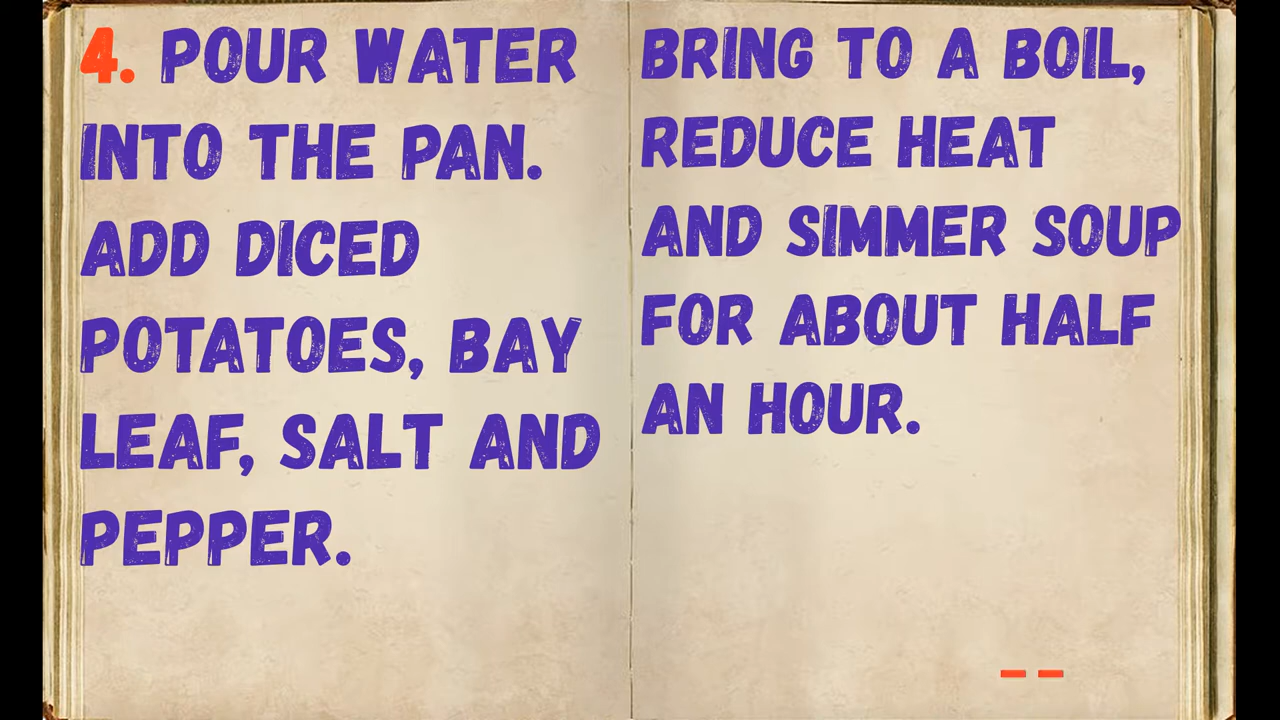 4. POUR WATER
INTO THE PAN.
ADD DICED
POTATOES, BAY
LEAF, SALT AND
PEPPER.
BRING TO A BOIL,
REDUCE HEAT
AND SIMMER SOUP
FOR ABOUT HALF
AN HOUR.
--